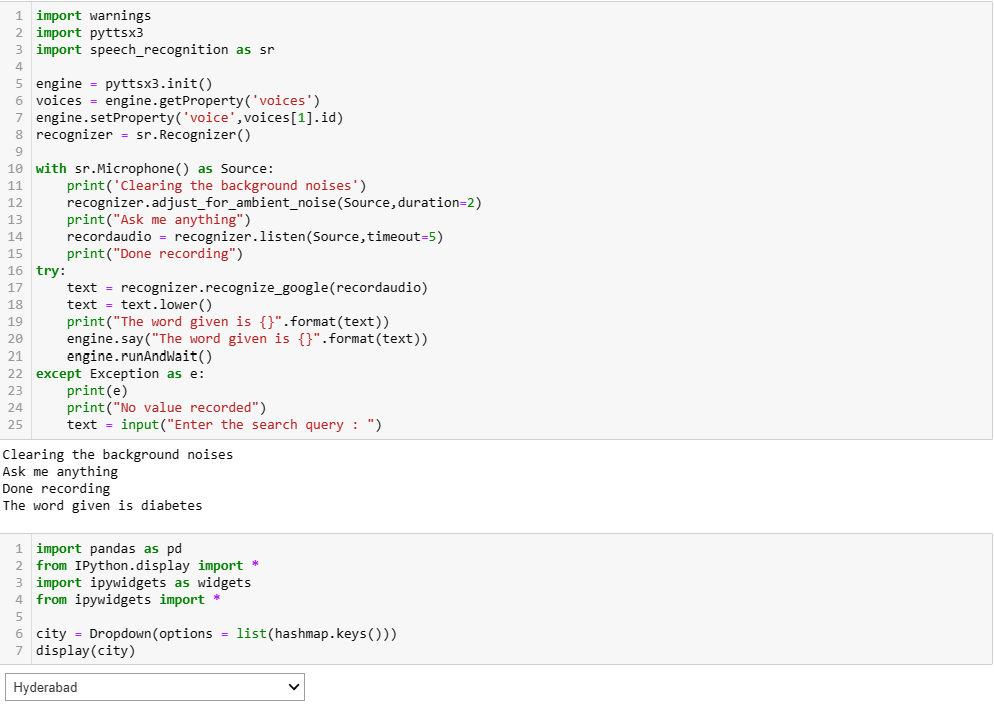 1 import warnings
2 import pyttsx3
3 import speech_recognition as sr
4
5 engine = pyttsx3.init()
6 voices = engine.getProperty('voices')
7 engine.setProperty('voice',voices[1].id)
8 recognizer = sr.Recognizer()
9
10 with sr.Microphone() as Source:
11     print('Clearing the background noises')
12     recognizer.adjust_for_ambient_noise(Source,duration=2)
13     print("Ask me anything")
14     recordaudio = recognizer.listen(Source,timeout=5)
15     print("Done recording")
16 try:
17     text = recognizer.recognize_google(recordaudio)
18     text = text.lower()
19     print("The word given is {}".format(text))
20     engine.say("The word given is {}".format(text))
21     engine.runAndWait()
22 except Exception as e:
23     print(e)
24     print("No value recorded")
25     text = input("Enter the search query : ")
Clearing the background noises
Ask me anything
Done recording
The word given is diabetes
1 import pandas as pd
2 from IPython.display import *
3 import ipywidgets as widgets
4 from ipywidgets import *
5
6 city = Dropdown(options = list(hashmap.keys()))
7 display(city)
Hyderabad